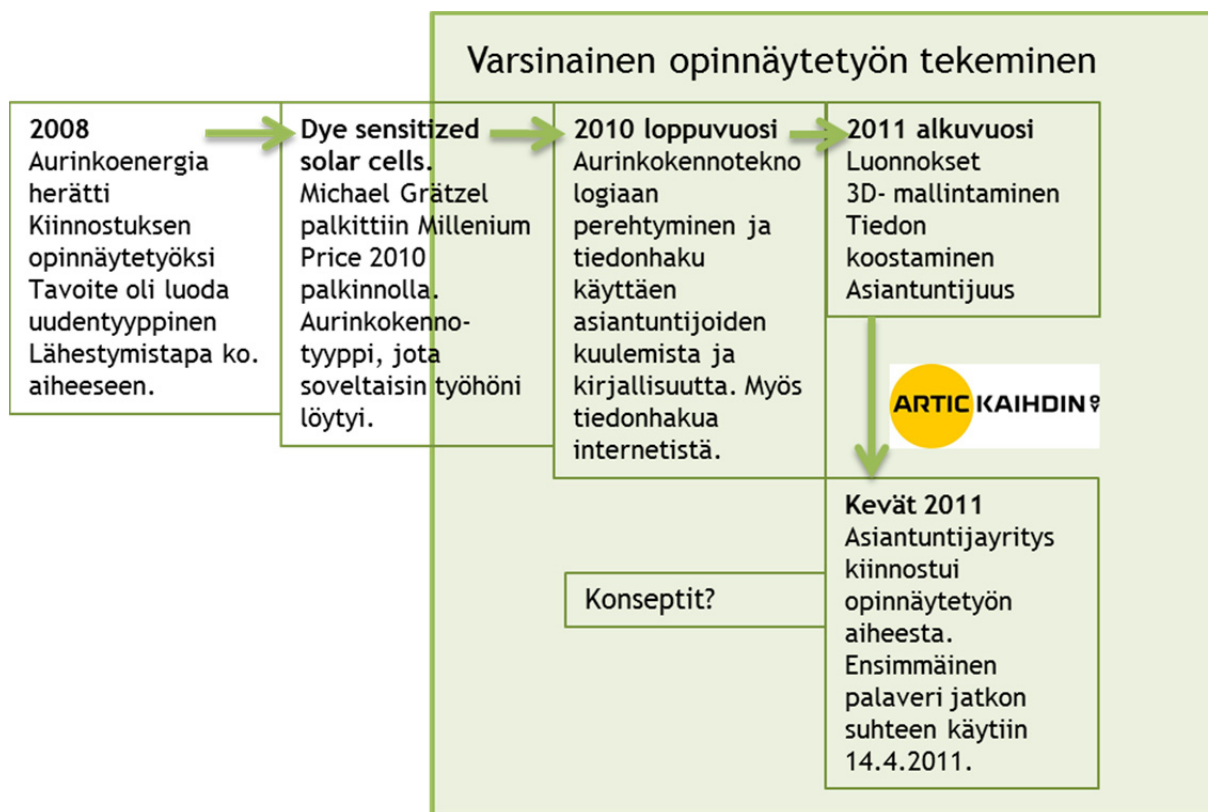 Varsinainen opinnäytetyön tekeminen
2008
Aurinkoenergia
herätti
Kiinnostuksen
opinnäytetyöksi
Tavoite oli luoda
uudentyyppinen
Lähestymistapa ko.
aiheeseen.
Dye sensitized
solar cells.
Michael Grätzel
palkittiin Millenium
Price 2010
palkinnolla.
Aurinkokenno-
tyyppi, jota
soveltaisin työhöni
löytyi.
2010 loppuvuosi
Aurinkokennotekno
logiaan
perehtyminen ja
tiedonhaku
käyttäen
asiantuntijoiden
kuulemista ja
kirjallisuutta. Myös
tiedonhakua
internetistä.
2011 alkuvuosi
Luonnokset
3D- mallintaminen
Tiedon
koostaminen
Asiantuntijuus
ARTIC KAIHDIN OY
Kevät 2011
Asiantuntijayritys
kiinnostui
opinnäytetyön
aiheesta.
Ensimmäinen
palaveri jatkon
suhteen käytiin
14.4.2011.
Konseptit?